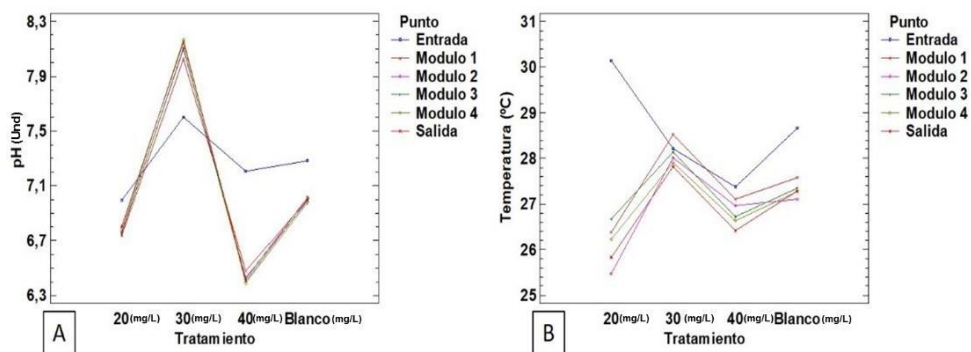 8,3
7,9
7,5
7,1
6,7
6,3
pH (Und)
20(mg/L) 30(mg/L) 40(mg/L) Blanco(mg/L)
Tratamiento
A
Punto
Entrada
Modulo 1
Modulo 2
Modulo 3
Modulo 4
Salida
31
30
29
28
27
26
25
Temperatura (ºC)
20(mg/L) 30 (mg/L) 40(mg/L) Blanco(mg/L)
Tratamiento
B
Punto
Entrada
Modulo 1
Modulo 2
Modulo 3
Modulo 4
Salida